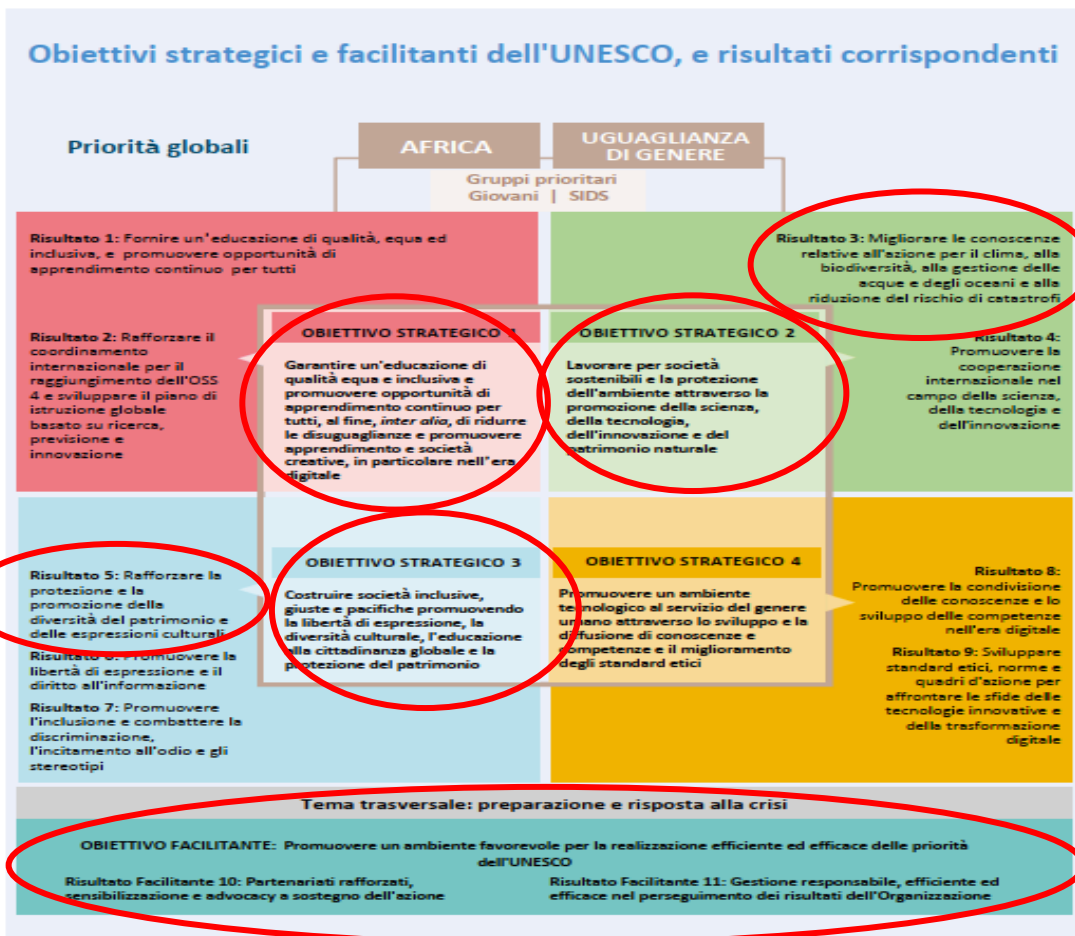 Obiettivi strategici e facilitanti dell'UNESCO, e risultati corrispondenti
Priorità globali
AFRICA
UGUAGLIANZA
DI GENERE
Gruppi prioritari
Giovani | SIDS
Risultato 1: Fornire un'educazione di qualità, equa ed
inclusiva, e promuovere opportunità di
apprendimento continuo per tutti
Risultato 2: Rafforzare il
coordinamento
internazionale per il
raggiungimento dell'OSS
4 e sviluppare il piano di
istruzione globale
basato su ricerca,
previsione e
innovazione
OBIETTIVO STRATEGICO 1
Garantire un'educazione di
qualità equa e inclusiva e
promuovere opportunità di
apprendimento continuo per
tutti, al fine, inter alia, di ridurre
le disuguaglianze e promuovere
apprendimento e società
creative, in particolare nell'era
digitale
OBIETTIVO STRATEGICO 2
Lavorare per società
sostenibili e la protezione
dell'ambiente attraverso la
promozione della scienza,
della tecnologia,
dell'innovazione e del
patrimonio naturale
Risultato 3: Migliorare le conoscenze
relative all'azione per il clima, alla
biodiversità, alla gestione delle
acque e degli oceani e alla
riduzione del rischio di catastrofi
Risultato 4:
Promuovere la
cooperazione
internazionale nel
campo della scienza,
della tecnologia e
dell'innovazione
Risultato 5: Rafforzare la
protezione e la
promozione della
diversità del patrimonio e
delle espressioni culturali
Risultato 6: Promuovere la
libertà di espressione e il
diritto all'informazione
Risultato 7: Promuovere
l'inclusione e combattere la
discriminazione,
l'incitamento all'odio e gli
stereotipi
OBIETTIVO STRATEGICO 3
Costruire società inclusive,
giuste e pacifiche promuovendo
la libertà di espressione, la
diversità culturale, l'educazione
alla cittadinanza globale e la
protezione del patrimonio
OBIETTIVO STRATEGICO 4
Promuovere un ambiente
tecnologico al servizio del genere
umano attraverso lo sviluppo e la
diffusione di conoscenze e
competenze e il miglioramento
degli standard etici
Risultato 8:
Promuovere la condivisione
delle conoscenze e lo
sviluppo delle competenze
nell'era digitale
Risultato 9: Sviluppare
standard etici, norme e
quadri d'azione per
affrontare le sfide delle
tecnologie innovative e
della trasformazione
digitale
Tema trasversale: preparazione e risposta alla crisi
OBIETTIVO FACILITANTE: Promuovere un ambiente favorevole per la realizzazione efficiente ed efficace delle priorità
dell'UNESCO
Risultato Facilitante 10: Partenariati rafforzati,
sensibilizzazione e advocacy a sostegno dell'azione
Risultato Facilitante 11: Gestione responsabile, efficiente ed
efficace nel perseguimento dei risultati dell'Organizzazione